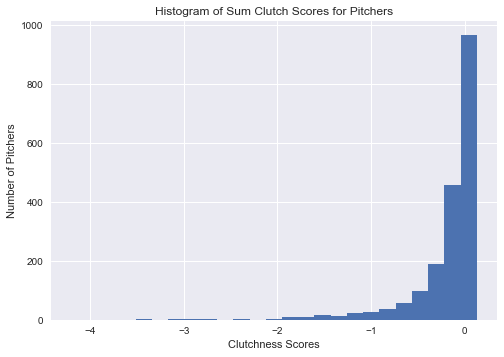 Histogram of Sum Clutch Scores for Pitchers
1000
800
600
400
200
0
Number of Pitchers
−4 −3 −2 −1 0
Clutchness Scores